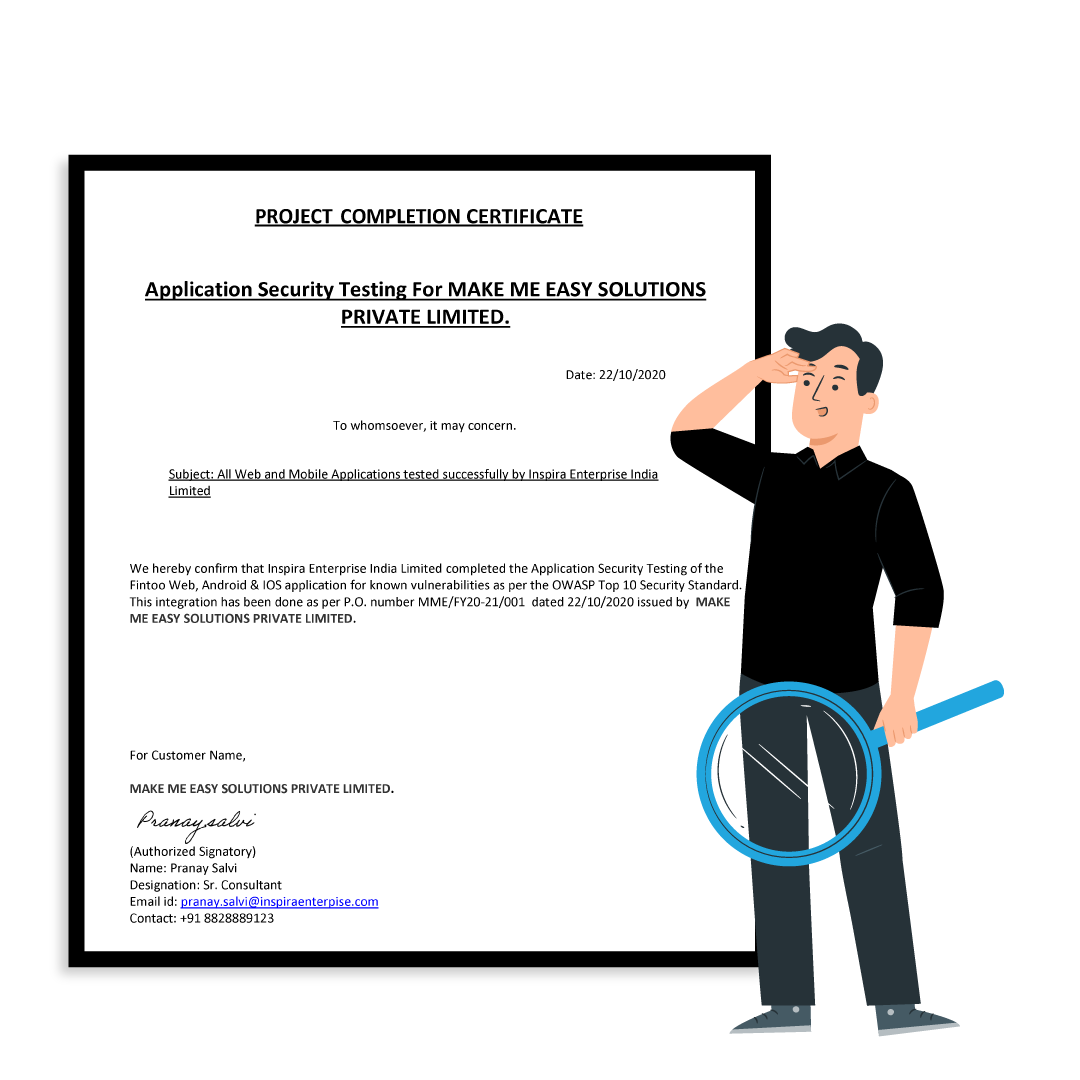 PROJECT COMPLETION CERTIFICATE
Application Security Testing For MAKE ME EASY SOLUTIONS
PRIVATE LIMITED.
Date: 22/10/2020
To whomsoever, it may concern.
Subject: All Web and Mobile Applications tested successfully by Inspira Enterprise India
Limited
We hereby confirm that Inspira Enterprise India Limited completed the Application Security Testing of the
Fintoo Web, Android & IOS application for known vulnerabilities as per the OWASP Top 10 Security Standard.
This integration has been done as per P.O. number MME/FY20-21/001 dated 22/10/2020 issued by MAKE
ME EASY SOLUTIONS PRIVATE LIMITED.
For Customer Name,
MAKE ME EASY SOLUTIONS PRIVATE LIMITED.
Pranay salvi
(Authorized Signatory)
Name: Pranay Salvi
Designation: Sr. Consultant
Email id: pranay.salvi@inspiraenterpise.com
Contact: +91 8828889123